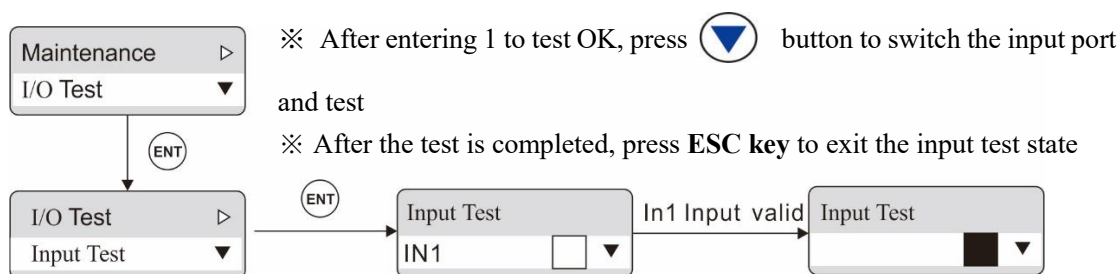 Maintenance ▷
I/O Test ▼
※ After entering 1 to test OK, press ▼ button to switch the input port
and test
※ After the test is completed, press ESC key to exit the input test state
ENT
I/O Test ▷
Input Test ▼
ENT
Input Test
IN1 ▼
In1 Input valid
Input Test
▼